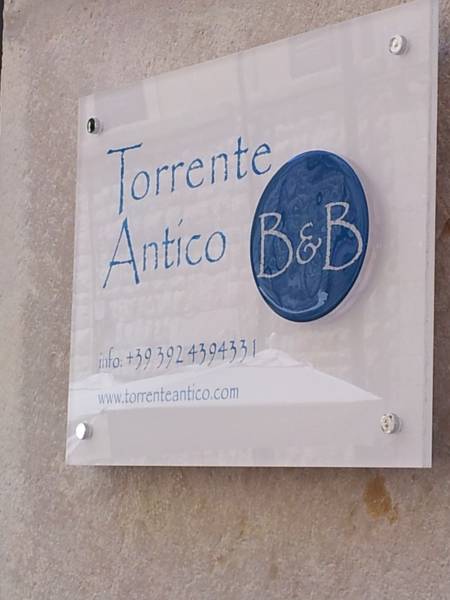 Torrente
Antico
B&B
info: +39 392 4394331
www.torrenteantico.com